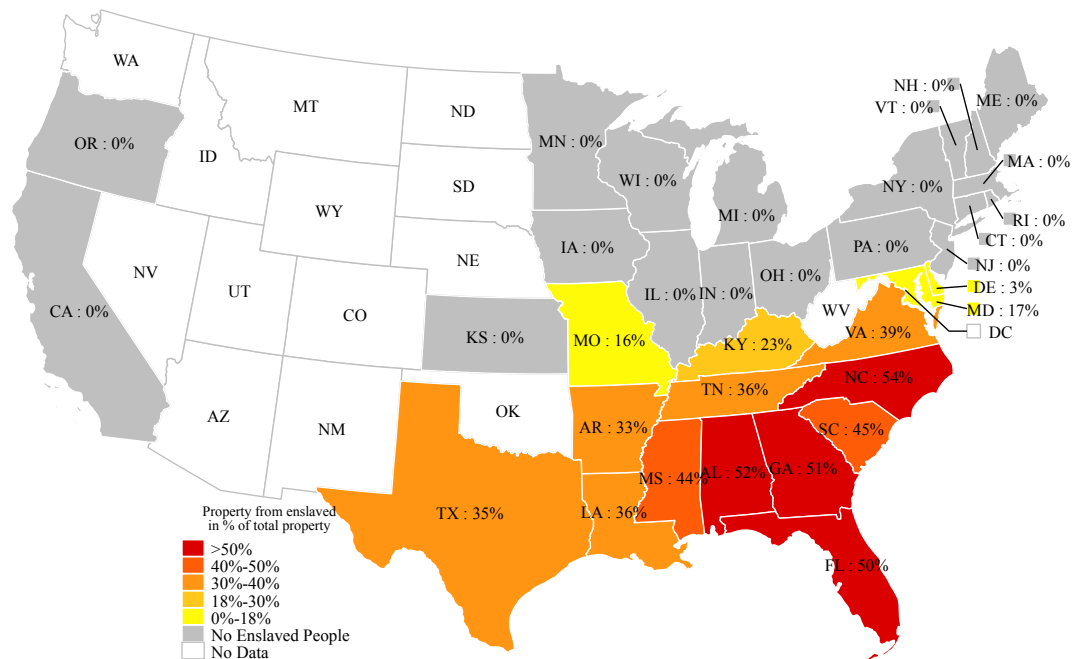 WA
MT
ND
MN : 0%
NH : 0%
ME : 0%
VT : 0%
OR : 0%
ID
SD
WI : 0%
NY : 0%
MA : 0%
WY
MI : 0%
RI : 0%
CT : 0%
IA : 0%
PA : 0%
NJ : 0%
NV
UT
NE
IL : 0%
IN : 0%
OH : 0%
DE : 3%
CA : 0%
CO
KS : 0%
MO : 16%
KY : 23%
WV
MD : 17%
VA : 39%
DC
AZ
NM
OK
AR : 33%
TN : 36%
NC : 54%
SC : 45%
MS : 44%
AL : 52%
GA : 51%
TX : 35%
LA : 36%
FL : 50%
Property from enslaved
in % of total property
>50%
40%-50%
30%-40%
18%-30%
0%-18%
No Enslaved People
No Data